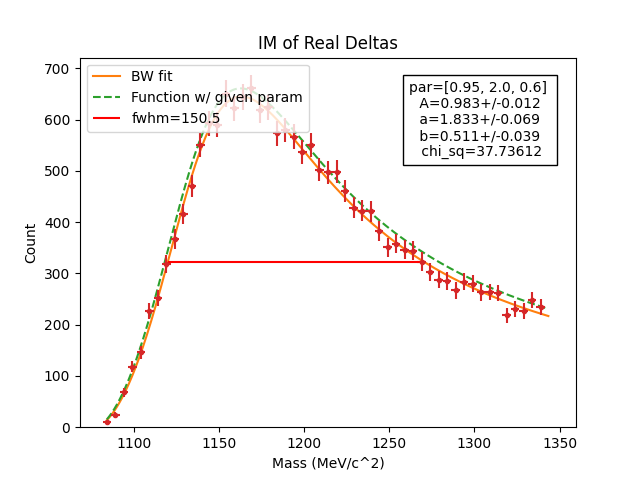 IM of Real Deltas
BW fit
Function w/ given param
fwhm=150.5
par=[0.95, 2.0, 0.6]
A=0.983+/-0.012
a=1.833+/-0.069
b=0.511+/-0.039
chi_sq=37.73612
Count
700
600
500
400
300
200
100
0
1100
1150
1200
1250
1300
1350
Mass (MeV/c^2)